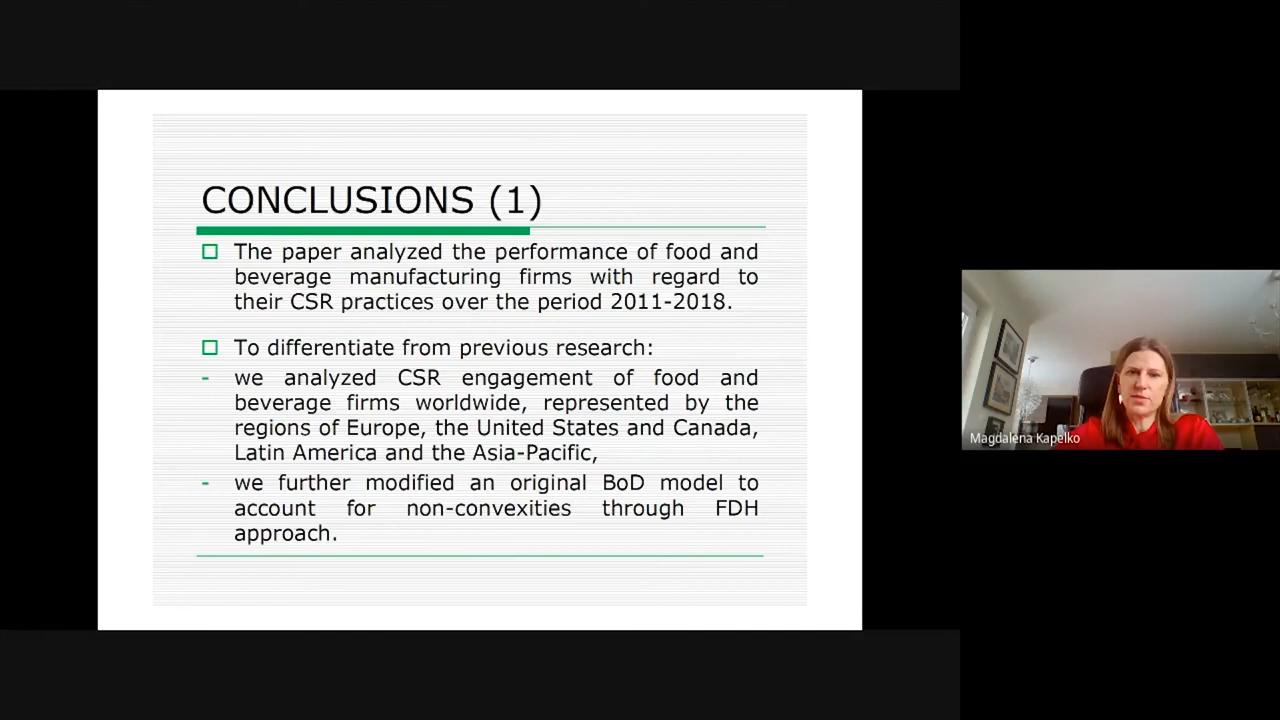 CONCLUSIONS (1)
The paper analyzed the performance of food and
beverage manufacturing firms with regard to
their CSR practices over the period 2011-2018.
To differentiate from previous research:
- we analyzed CSR engagement of food and
beverage firms worldwide, represented by the
regions of Europe, the United States and Canada,
Latin America and the Asia-Pacific,
- we further modified an original BoD model to
account for non-convexities through FDH
approach.
Magdalena Kapelko